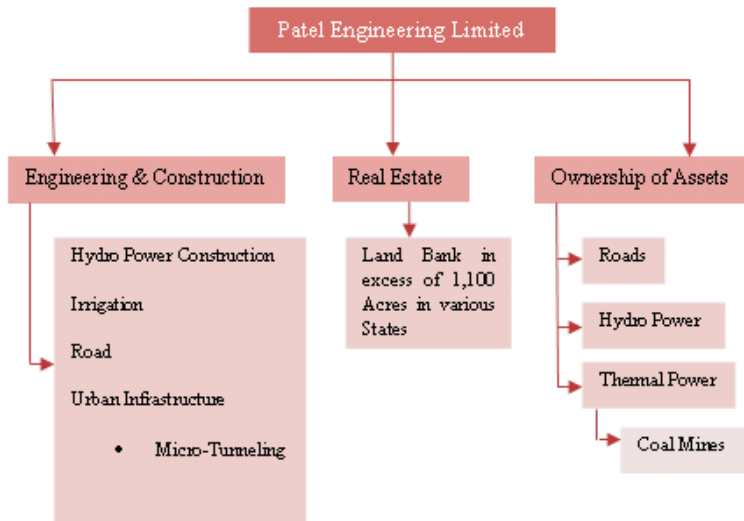 Patel Engineering Limited
Engineering & Construction
Real Estate
Ownership of Assets
Hydro Power Construction
Irrigation
Road
Urban Infrastructure
• Micro-Tunneling
Land Bank in
excess of 1,100
Acres in various
States
Roads
Hydro Power
Thermal Power
Coal Mines